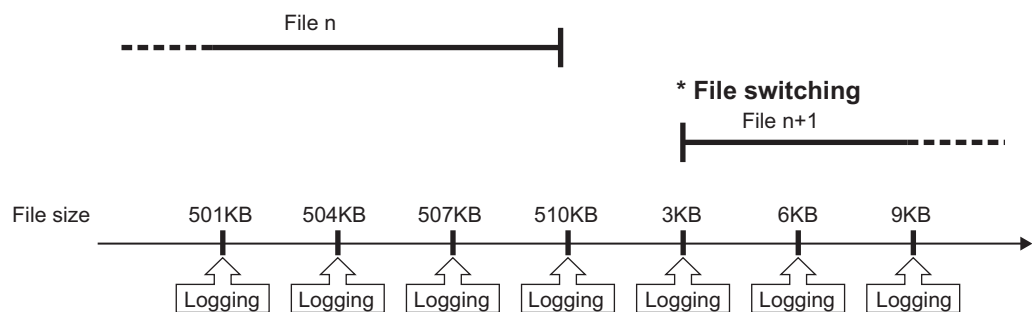 File n
* File switching
File n+1
File size 501KB 504KB 507KB 510KB 3KB 6KB 9KB
Logging Logging Logging Logging Logging Logging Logging